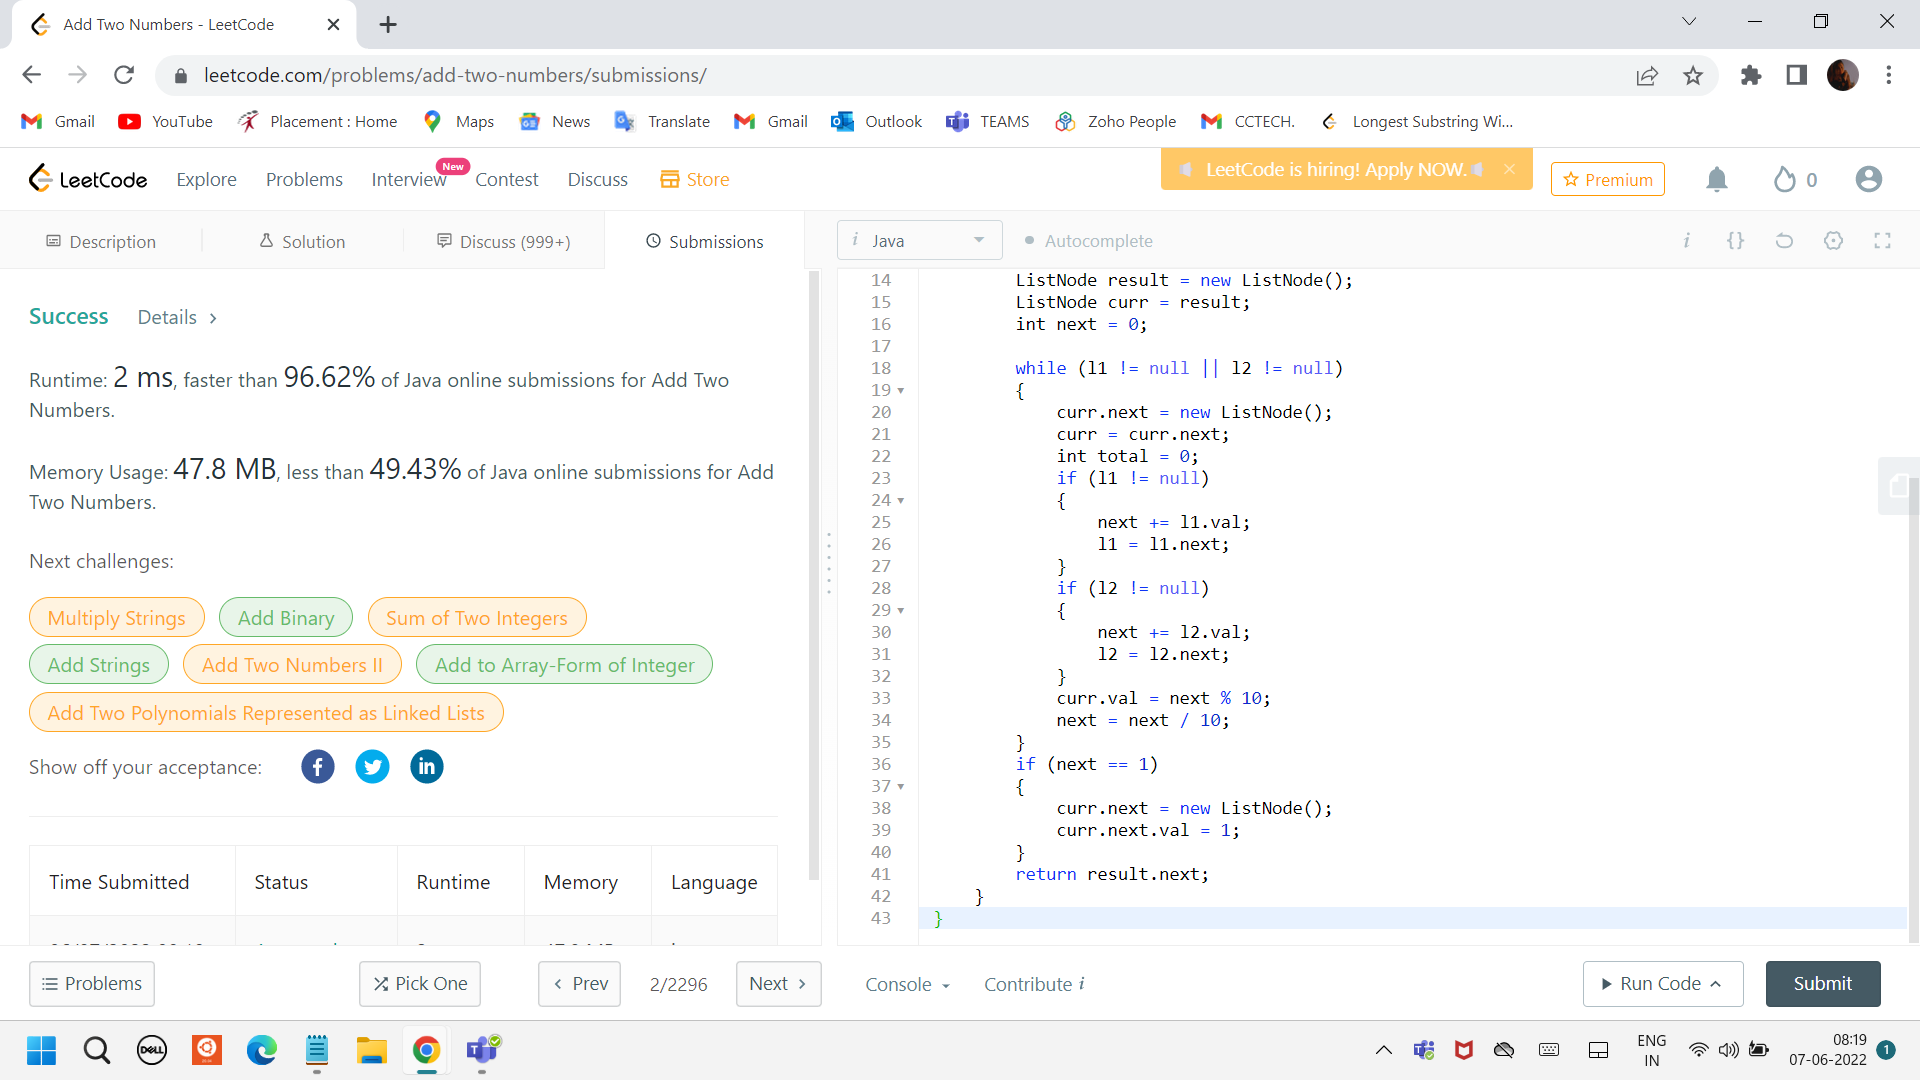 Add Two Numbers - LeetCode
leetcode.com/problems/add-two-numbers/submissions/
Gmail YouTube Placement : Home Maps News Translate Gmail Outlook TEAMS Zoho People CCTECH. Longest Substring Wi...
LeetCode Explore Problems Interview New Contest Discuss Store LeetCode is hiring! Apply NOW. Premium 0
Description Solution Discuss (999+) Submissions
i Java Autocomplete i {}
Success Details >
Runtime: 2 ms, faster than 96.62% of Java online submissions for Add Two
Numbers.
Memory Usage: 47.8 MB, less than 49.43% of Java online submissions for Add
Two Numbers.
Next challenges:
Multiply Strings Add Binary Sum of Two Integers
Add Strings Add Two Numbers II Add to Array-Form of Integer
Add Two Polynomials Represented as Linked Lists
Show off your acceptance: f in
Time Submitted Status Runtime Memory Language
14 ListNode result = new ListNode();
15 ListNode curr = result;
16 int next = 0;
17
18 while (l1 != null || l2 != null)
19 {
20 curr.next = new ListNode();
21 curr = curr.next;
22 int total = 0;
23 if (l1 != null)
24 {
25 next += l1.val;
26 l1 = l1.next;
27 }
28 if (l2 != null)
29 {
30 next += l2.val;
31 l2 = l2.next;
32 }
33 curr.val = next % 10;
34 next = next / 10;
35 }
36 if (next == 1)
37 {
38 curr.next = new ListNode();
39 curr.next.val = 1;
40 }
41 return result.next;
42 }
43 }
Problems Pick One < Prev 2/2296 Next > Console Contribute i Run Code Submit
DELL
ENG
IN
08:19
07-06-2022
1